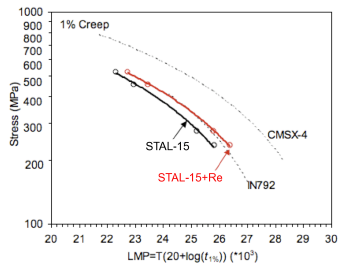 1% Creep
1000
900
800
700
600
500
400
300
200
100
Stress (MPa)
CMSX-4
STAL-15
STAL-15+Re
IN792
20 21 22 23 24 25 26 27 28 29 30
LMP=T(20+log(t1%)) (*10³)